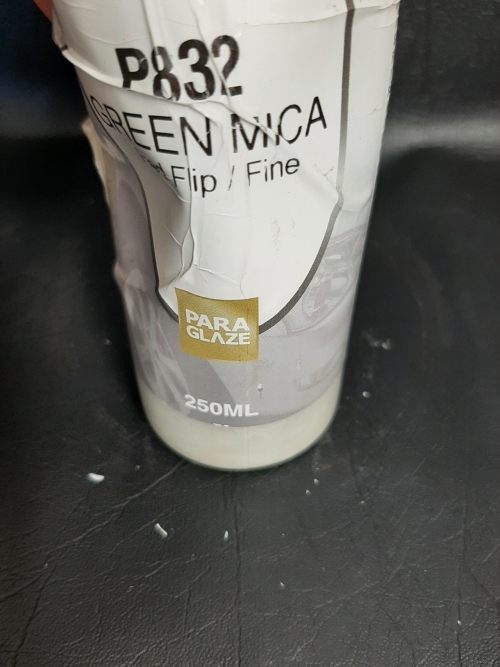 P832
GREEN MICA
Flip / Fine
PARA
GLAZE
250ML